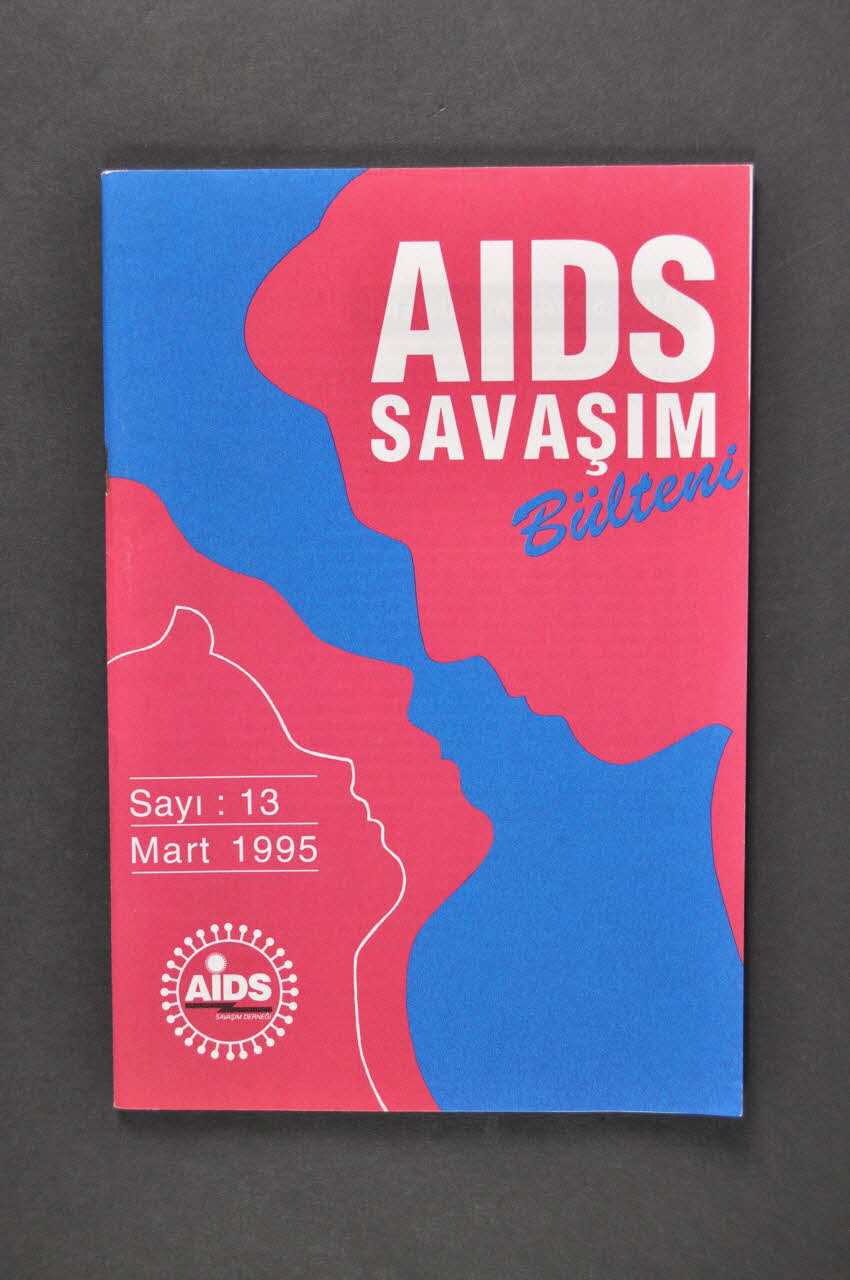 AIDS
SAVAŞIM
Bülteni
Sayı : 13
Mart 1995
AIDS
SAVAŞIM DERNEĞİ